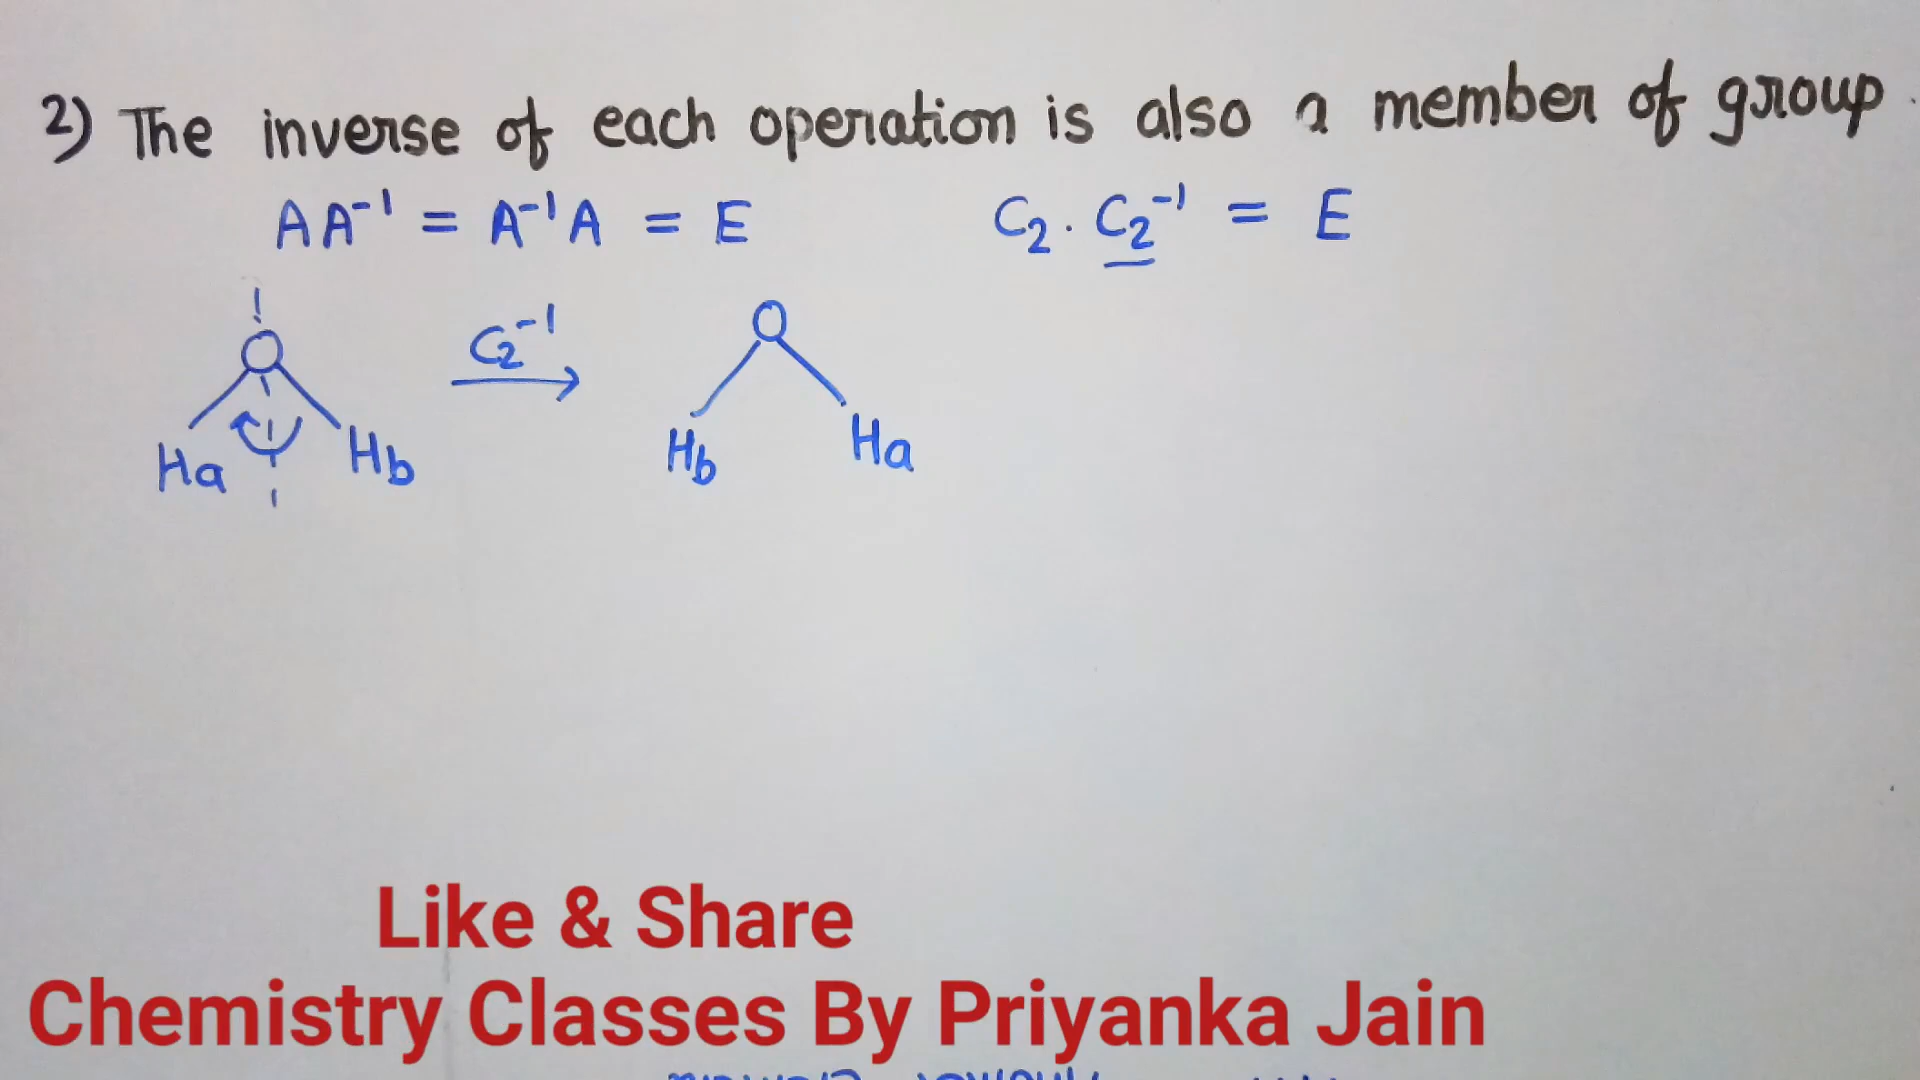 2) The inverse of each operation is also a member of group.
AA⁻¹ = A⁻¹A = E C₂ . C₂⁻¹ = E
O C₂⁻¹ O
Ha Hb Hb Ha
Like & Share
Chemistry Classes By Priyanka Jain